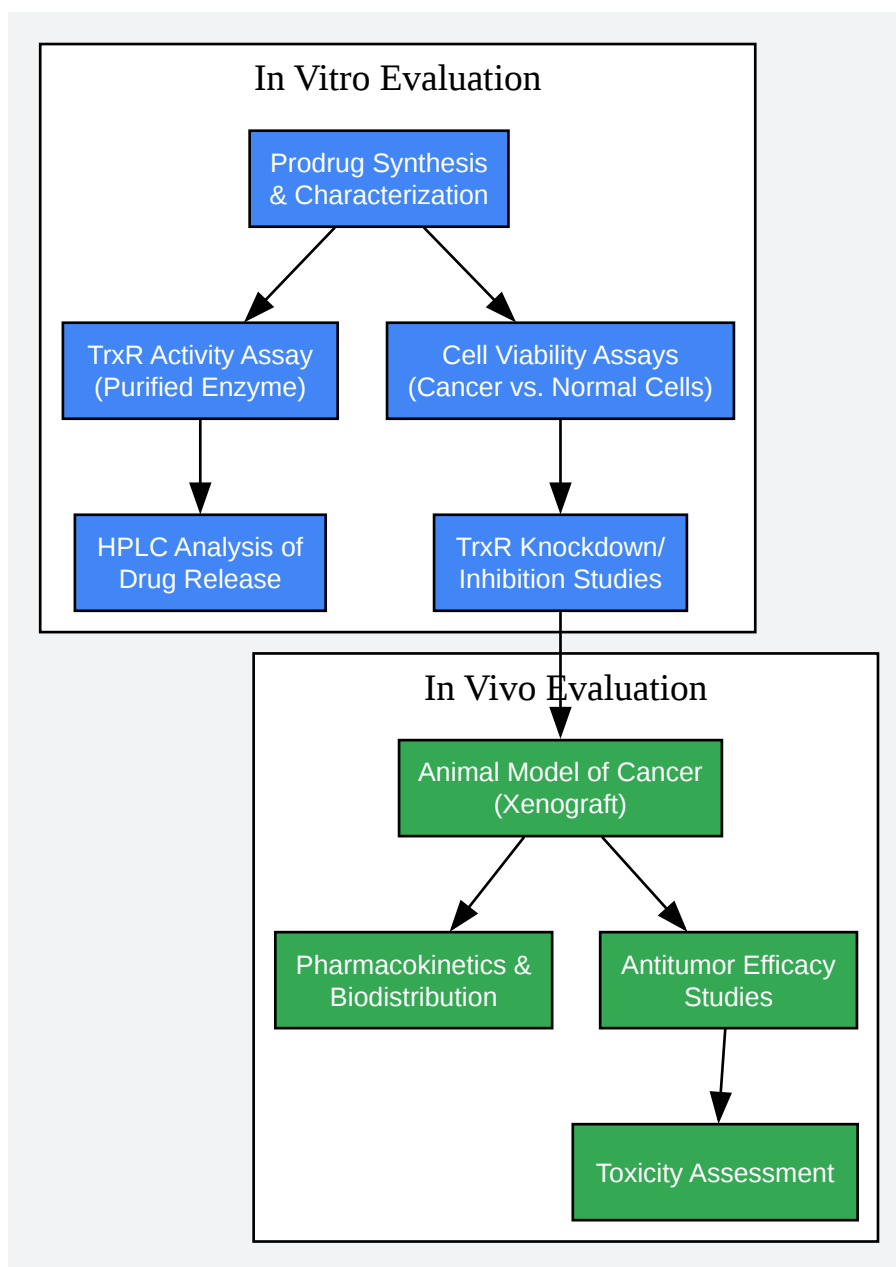 In Vitro Evaluation
Prodrug Synthesis
& Characterization
TrxR Activity Assay
(Purified Enzyme)
Cell Viability Assays
(Cancer vs. Normal Cells)
HPLC Analysis of
Drug Release
TrxR Knockdown/
Inhibition Studies
In Vivo Evaluation
Animal Model of Cancer
(Xenograft)
Pharmacokinetics &
Biodistribution
Antitumor Efficacy
Studies
Toxicity Assessment